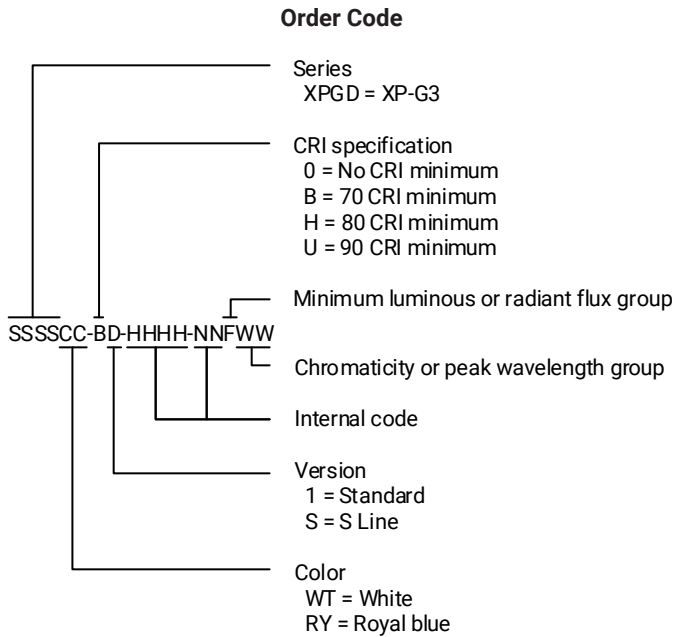 Order Code
Series
XPGD = XP-G3
CRI specification
0 = No CRI minimum
B = 70 CRI minimum
H = 80 CRI minimum
U = 90 CRI minimum
Minimum luminous or radiant flux group
SSSSCC-BD-HHHH-NNFWW
Chromaticity or peak wavelength group
Internal code
Version
1 = Standard
S = S Line
Color
WT = White
RY = Royal blue